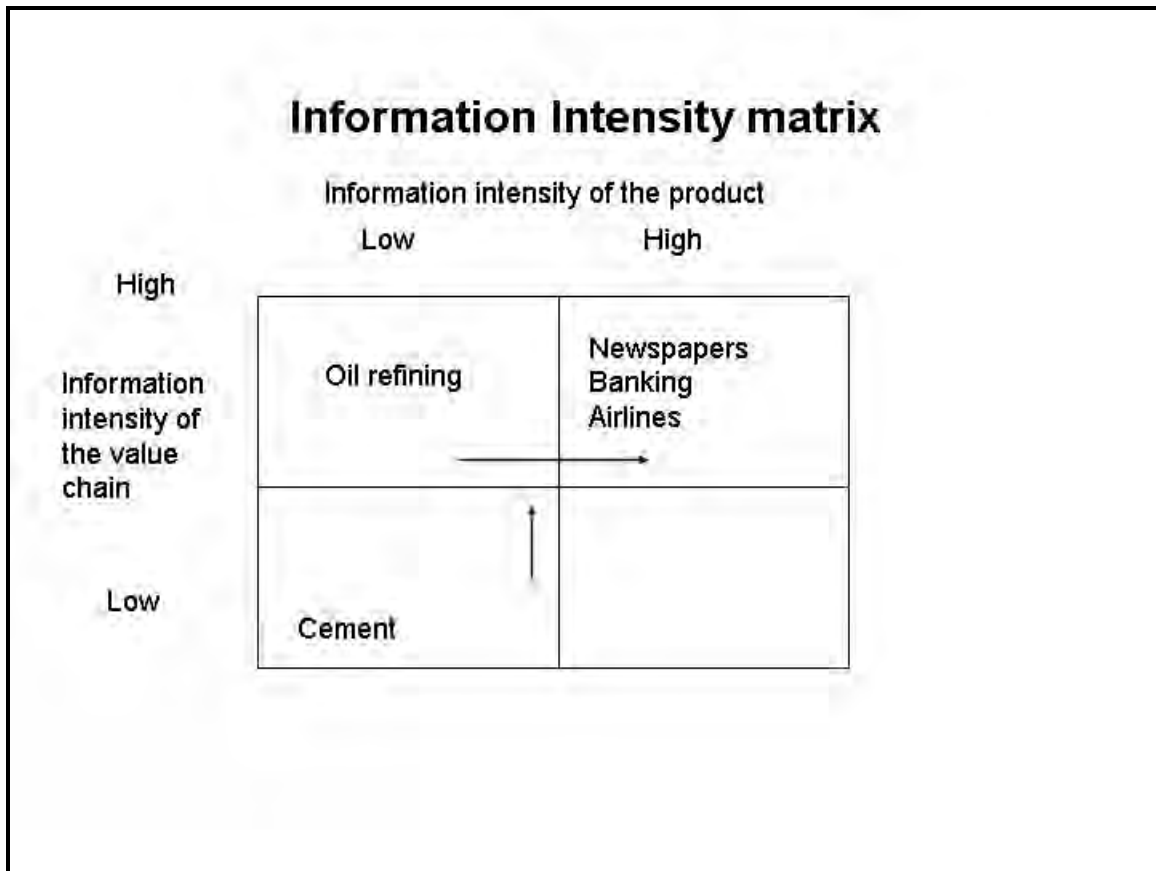 Information Intensity matrix
Information intensity of the product
Low
High
High
Information
intensity of
the value
chain
Oil refining
Newspapers
Banking
Airlines
Low
Cement